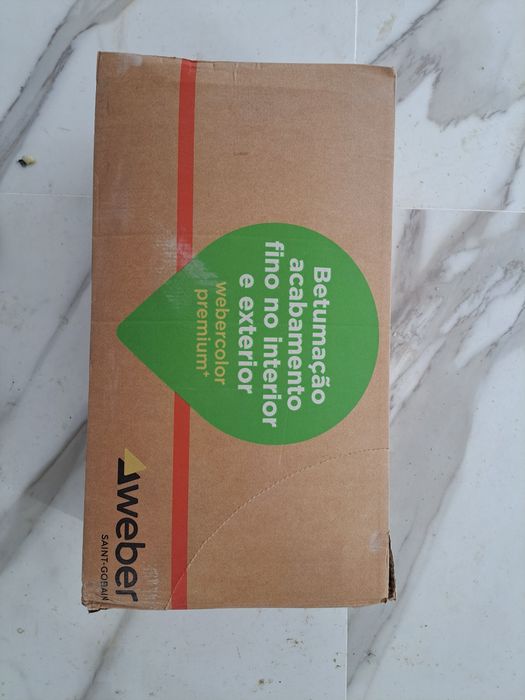 Betumação
acabamento
fino no interior
e exterior
webercolor
premium+
weber
SAINT-GOBAIN